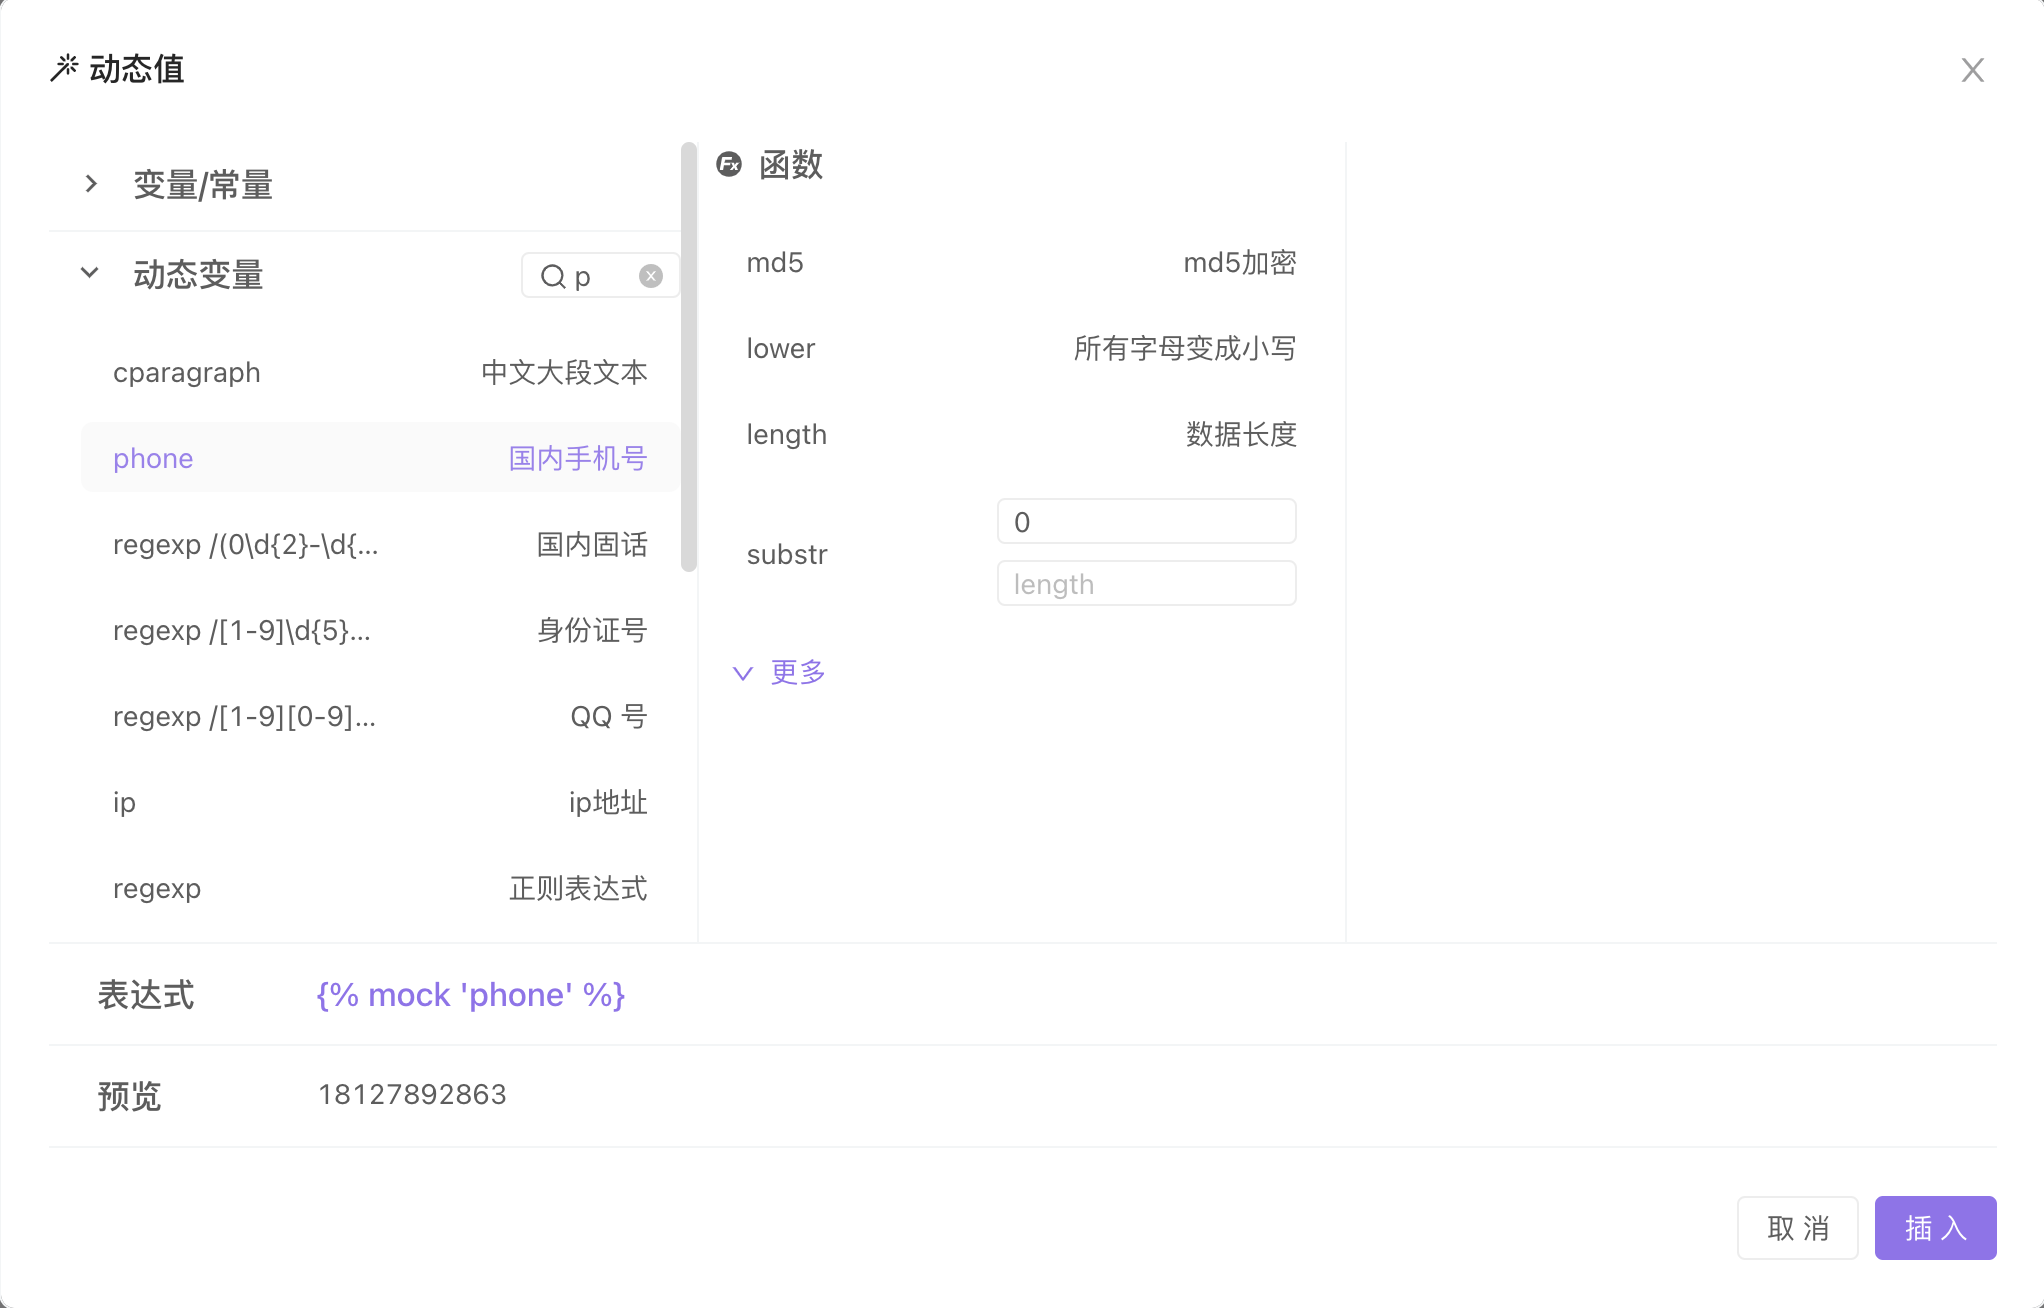 动态值
变量/常量
动态变量
p
cparagraph 中文大段文本
phone 国内手机号
regexp /(0\d{2}-\d{... 国内固话
regexp /[1-9]\d{5}... 身份证号
regexp /[1-9][0-9]... QQ 号
ip ip地址
regexp 正则表达式
Fx 函数
md5 md5加密
lower 所有字母变成小写
length 数据长度
substr
0
length
更多
表达式 {% mock 'phone' %}
预览 18127892863
取 消
插 入